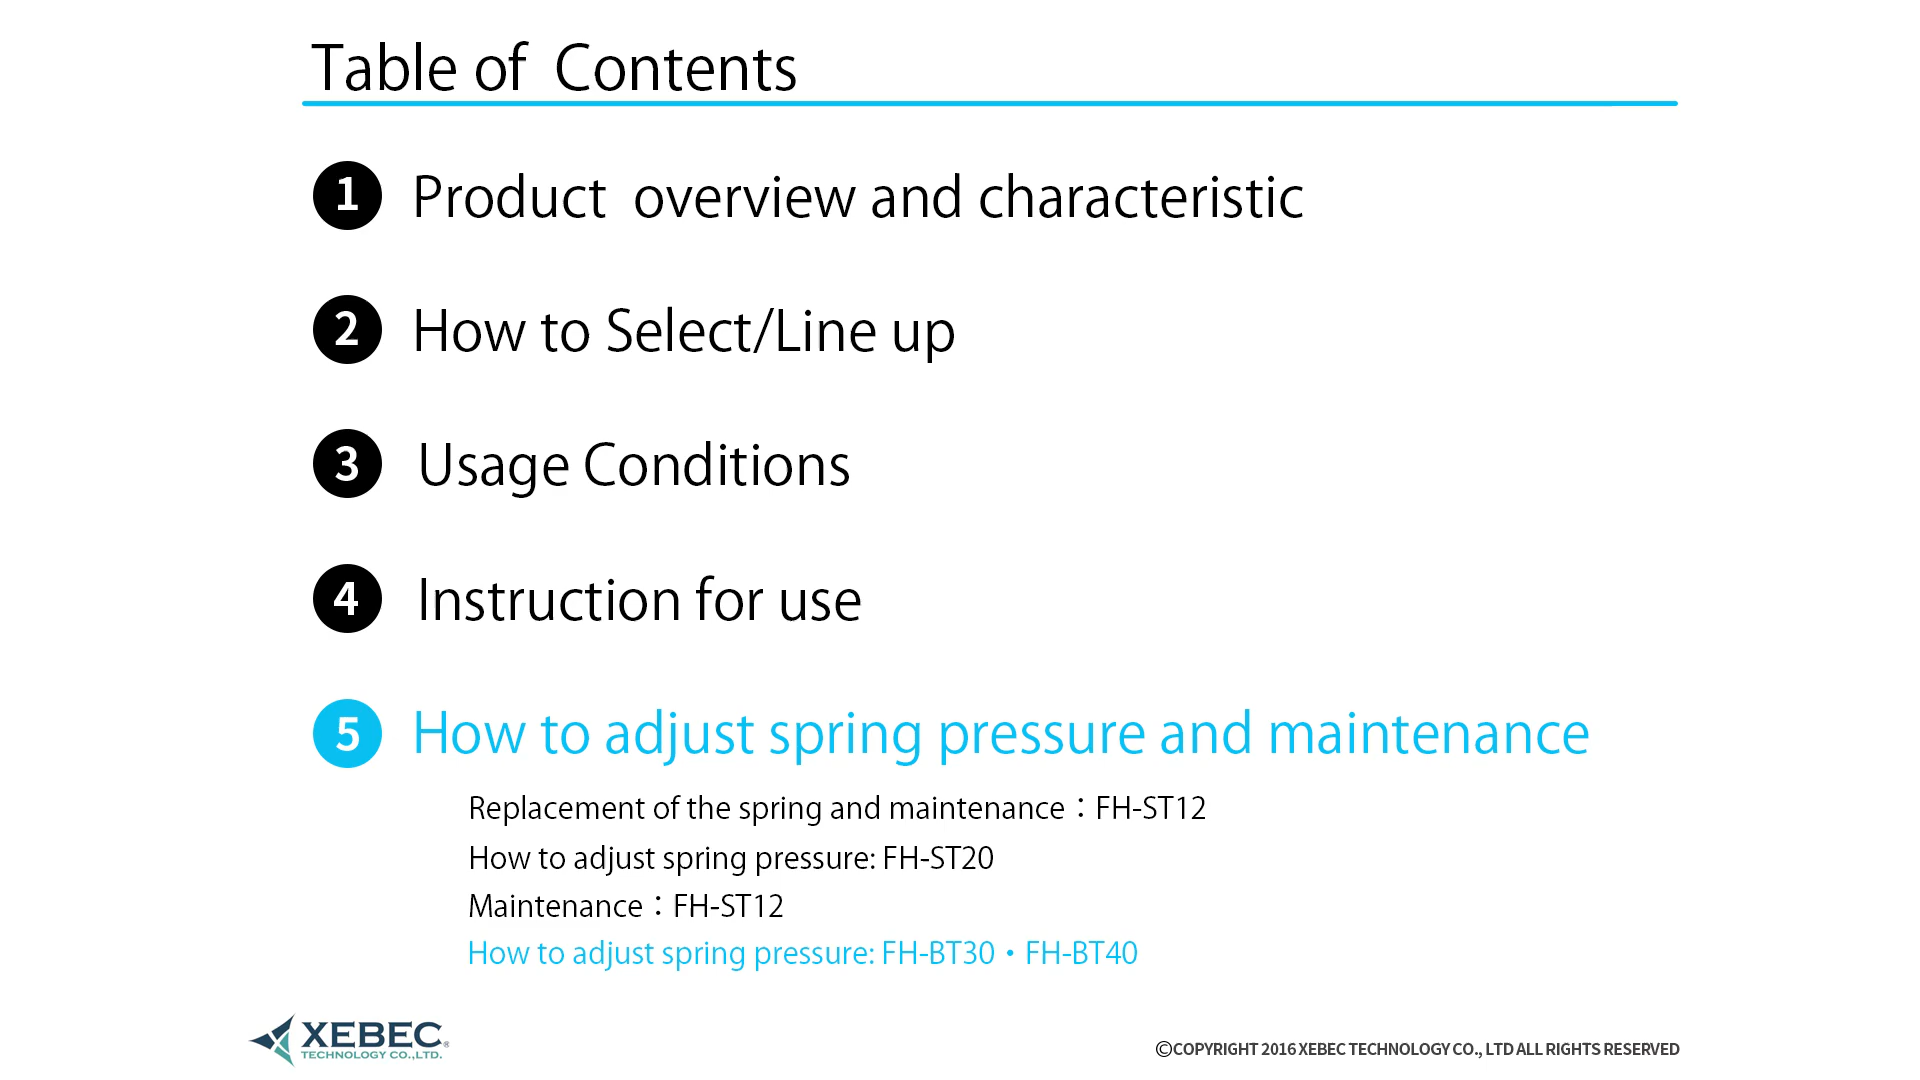 Table of  Contents
1 Product  overview and characteristic
2 How to Select/Line up
3 Usage Conditions
4 Instruction for use
5 How to adjust spring pressure and maintenance
Replacement of the spring and maintenance：FH-ST12
How to adjust spring pressure: FH-ST20
Maintenance：FH-ST12
How to adjust spring pressure: FH-BT30・FH-BT40
XEBEC®
TECHNOLOGY CO.,LTD.
©COPYRIGHT 2016 XEBEC TECHNOLOGY CO., LTD ALL RIGHTS RESERVED